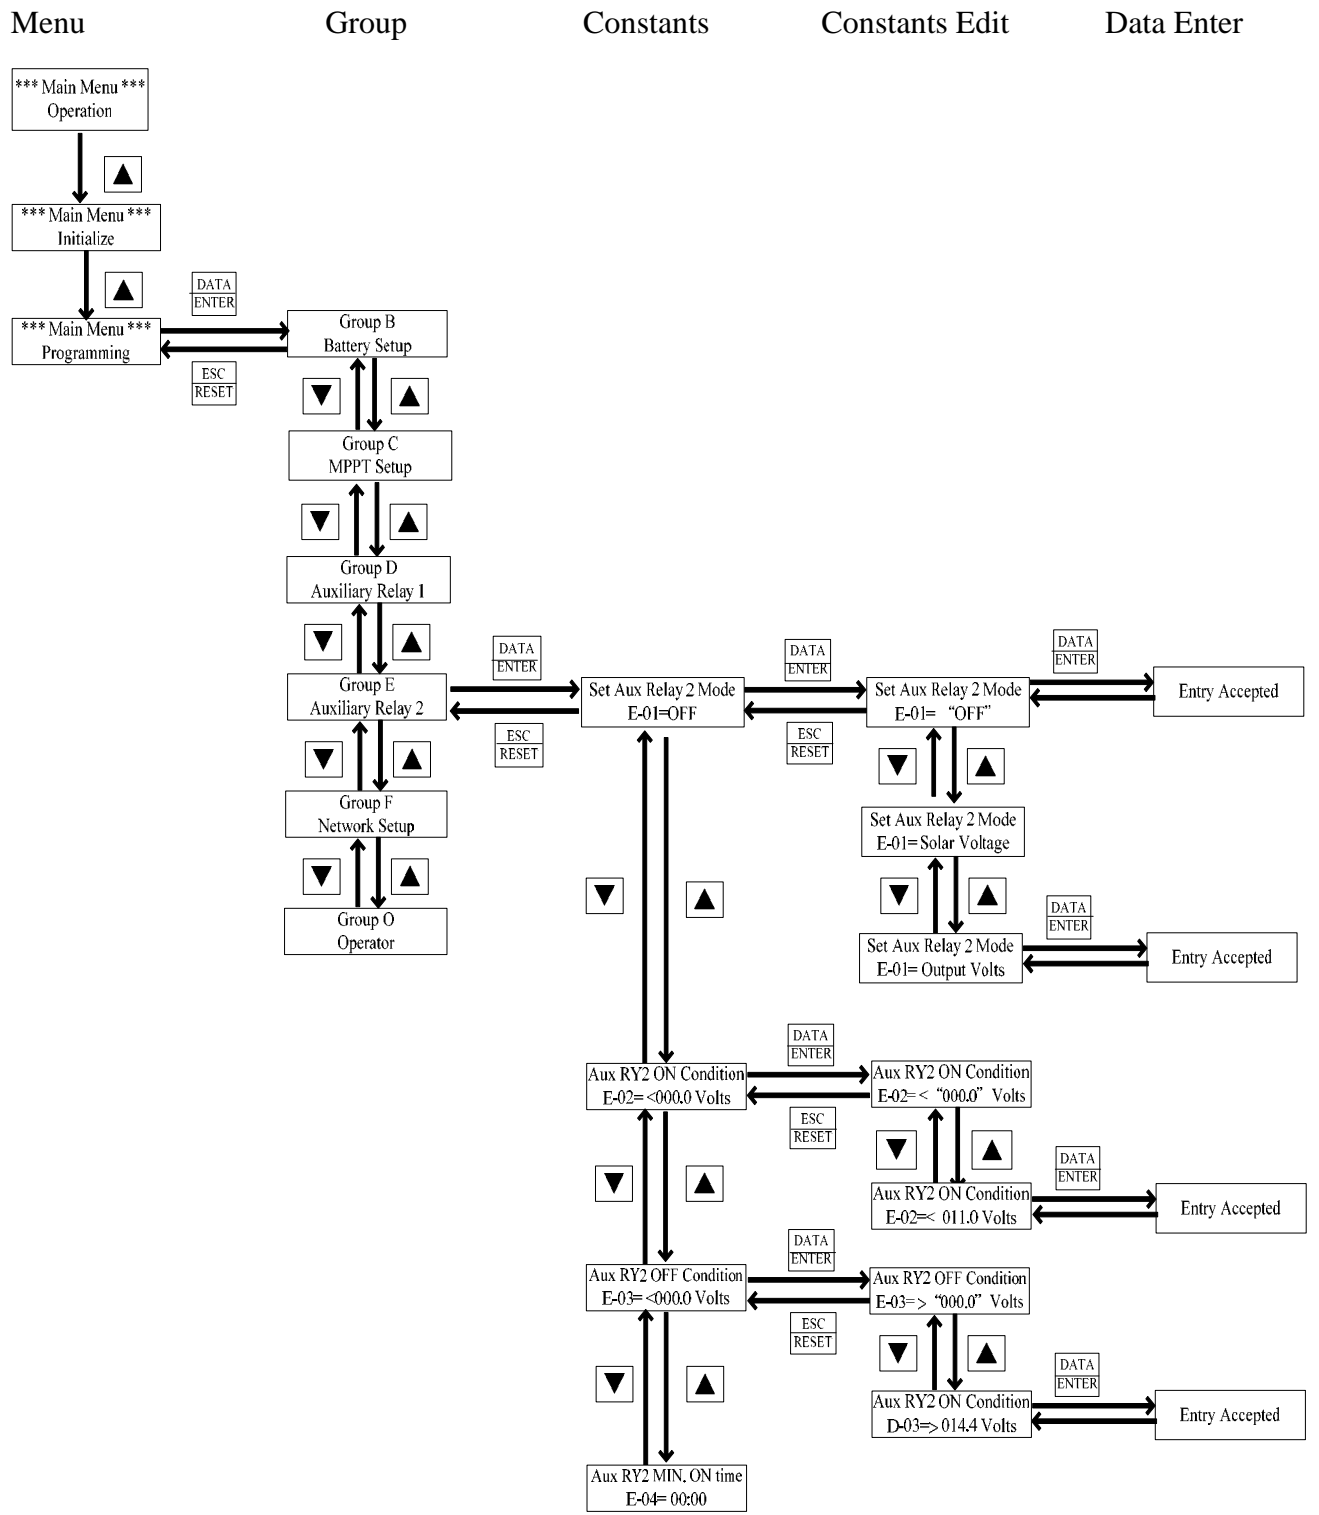 Menu Group Constants Constants Edit Data Enter
*** Main Menu ***
Operation
▲
*** Main Menu ***
Initialize
▲
DATA
ENTER
*** Main Menu ***
Programming
ESC
RESET
Group B
Battery Setup
▼ ▲
Group C
MPPT Setup
▼ ▲
Group D
Auxiliary Relay 1
▼ ▲
Group E
Auxiliary Relay 2
▼ ▲
Group F
Network Setup
▼ ▲
Group O
Operator
DATA
ENTER
ESC
RESET
Set Aux Relay 2 Mode
E-01=OFF
▼ ▲
Aux RY2 ON Condition
E-02= <000.0 Volts
▼ ▲
Aux RY2 OFF Condition
E-03= <000.0 Volts
▼ ▲
Aux RY2 MIN. ON time
E-04= 00:00
DATA
ENTER
ESC
RESET
Set Aux Relay 2 Mode
E-01= “OFF”
▼ ▲
Set Aux Relay 2 Mode
E-01= Solar Voltage
▼ ▲
Set Aux Relay 2 Mode
E-01= Output Volts
DATA
ENTER
Entry Accepted
DATA
ENTER
Entry Accepted
DATA
ENTER
ESC
RESET
Aux RY2 ON Condition
E-02= < “000.0” Volts
▼ ▲
Aux RY2 ON Condition
E-02=< 011.0 Volts
DATA
ENTER
Entry Accepted
DATA
ENTER
ESC
RESET
Aux RY2 OFF Condition
E-03= > “000.0” Volts
▼ ▲
Aux RY2 ON Condition
D-03=> 014.4 Volts
DATA
ENTER
Entry Accepted